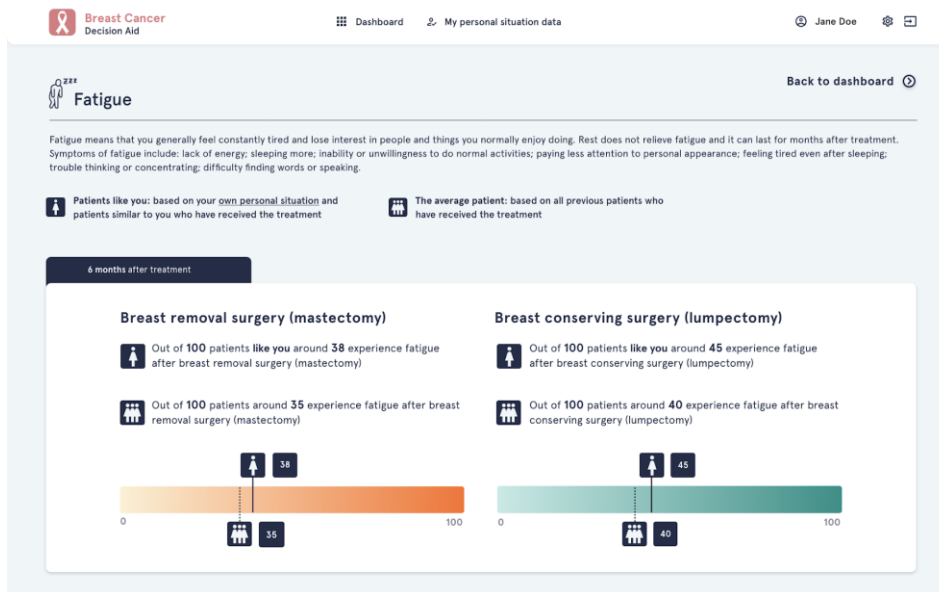 Breast Cancer
Decision Aid
Dashboard
My personal situation data
Jane Doe
zzz
Fatigue
Back to dashboard
Fatigue means that you generally feel constantly tired and lose interest in people and things you normally enjoy doing. Rest does not relieve fatigue and it can last for months after treatment.
Symptoms of fatigue include: lack of energy; sleeping more; inability or unwillingness to do normal activities; paying less attention to personal appearance; feeling tired even after sleeping;
trouble thinking or concentrating; difficulty finding words or speaking.
Patients like you: based on your own personal situation and
patients similar to you who have received the treatment
The average patient: based on all previous patients who
have received the treatment
6 months after treatment
Breast removal surgery (mastectomy)
Out of 100 patients like you around 38 experience fatigue
after breast removal surgery (mastectomy)
Out of 100 patients around 35 experience fatigue after breast
removal surgery (mastectomy)
38
0
100
35
Breast conserving surgery (lumpectomy)
Out of 100 patients like you around 45 experience fatigue
after breast conserving surgery (lumpectomy)
Out of 100 patients around 40 experience fatigue after breast
conserving surgery (lumpectomy)
45
0
100
40